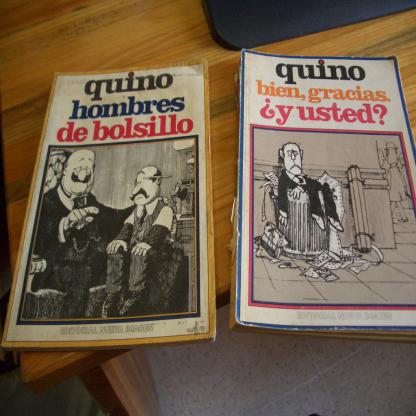 quino
hombres
de bolsillo
EDITORIAL NUEVA IMAGEN
quino
bien, gracias.
¿y usted?
EDITORIAL NUEVA IMAGEN